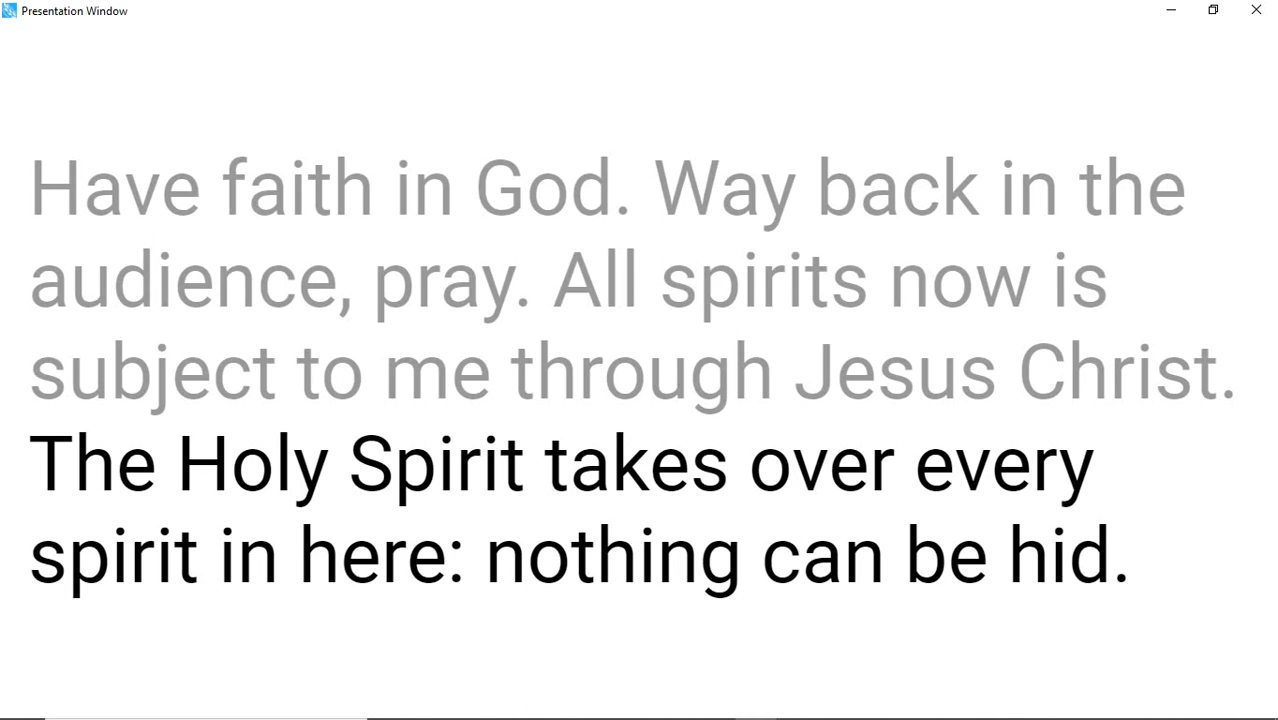 Presentation Window
Have faith in God. Way back in the
audience, pray. All spirits now is
subject to me through Jesus Christ.
The Holy Spirit takes over every
spirit in here: nothing can be hid.